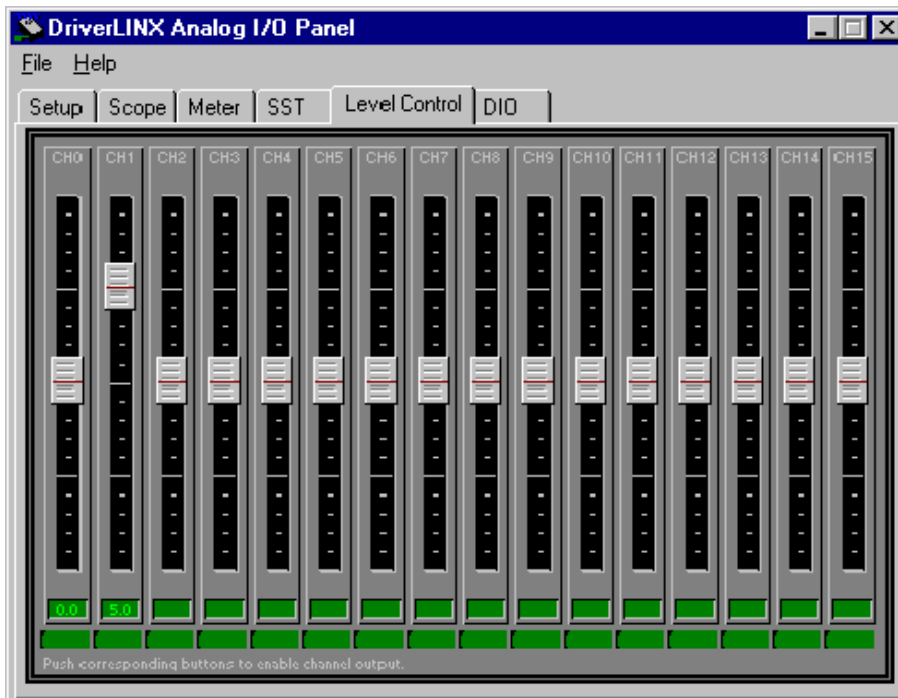 DriverLINX Analog I/O Panel
File Help
Setup Scope Meter SST Level Control DIO
CH0 CH1 CH2 CH3 CH4 CH5 CH6 CH7 CH8 CH9 CH10 CH11 CH12 CH13 CH14 CH15
0.0 5.0
Push corresponding buttons to enable channel output.